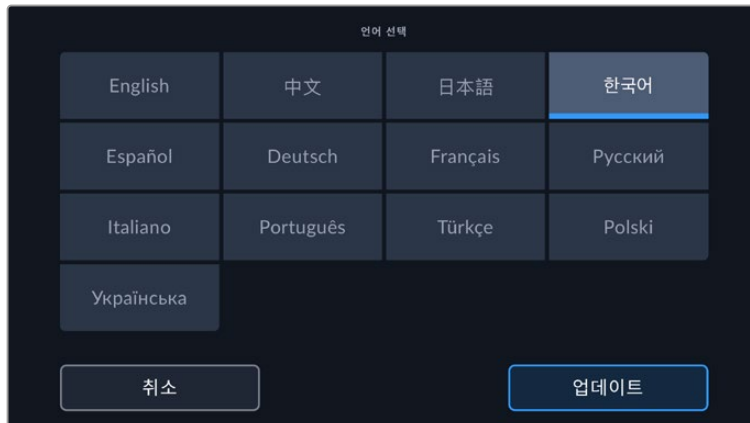 언어 선택
English 中文 日本語 한국어
Español Deutsch Français Русский
Italiano Português Türkçe Polski
Українська
취소 업데이트